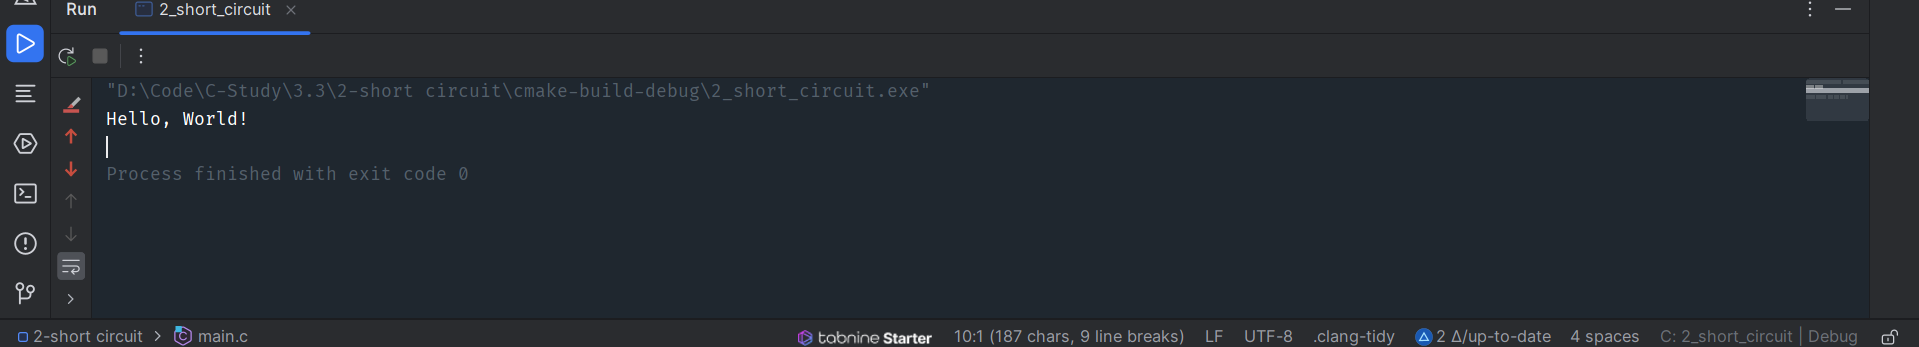 Run 2_short_circuit
"D:\Code\C-Study\3.3\2-short circuit\cmake-build-debug\2_short_circuit.exe"
Hello, World!
Process finished with exit code 0
2-short circuit > main.c tabnine Starter 10:1 (187 chars, 9 line breaks) LF UTF-8 .clang-tidy 2 Δ/up-to-date 4 spaces C: 2_short_circuit | Debug